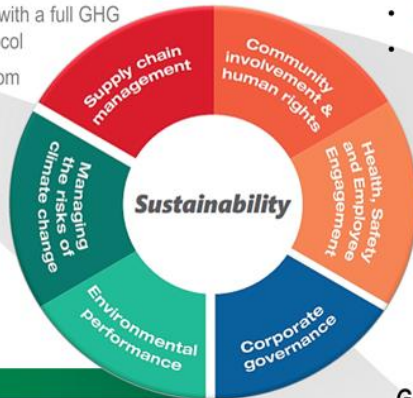 with a full GHG
col
om
Supply chain
management
Community
involvement &
human rights
Health, Safety
and Employee
Engagement
Corporate
governance
Environmental
performance
Managing
the risks of
climate change
Sustainability
G